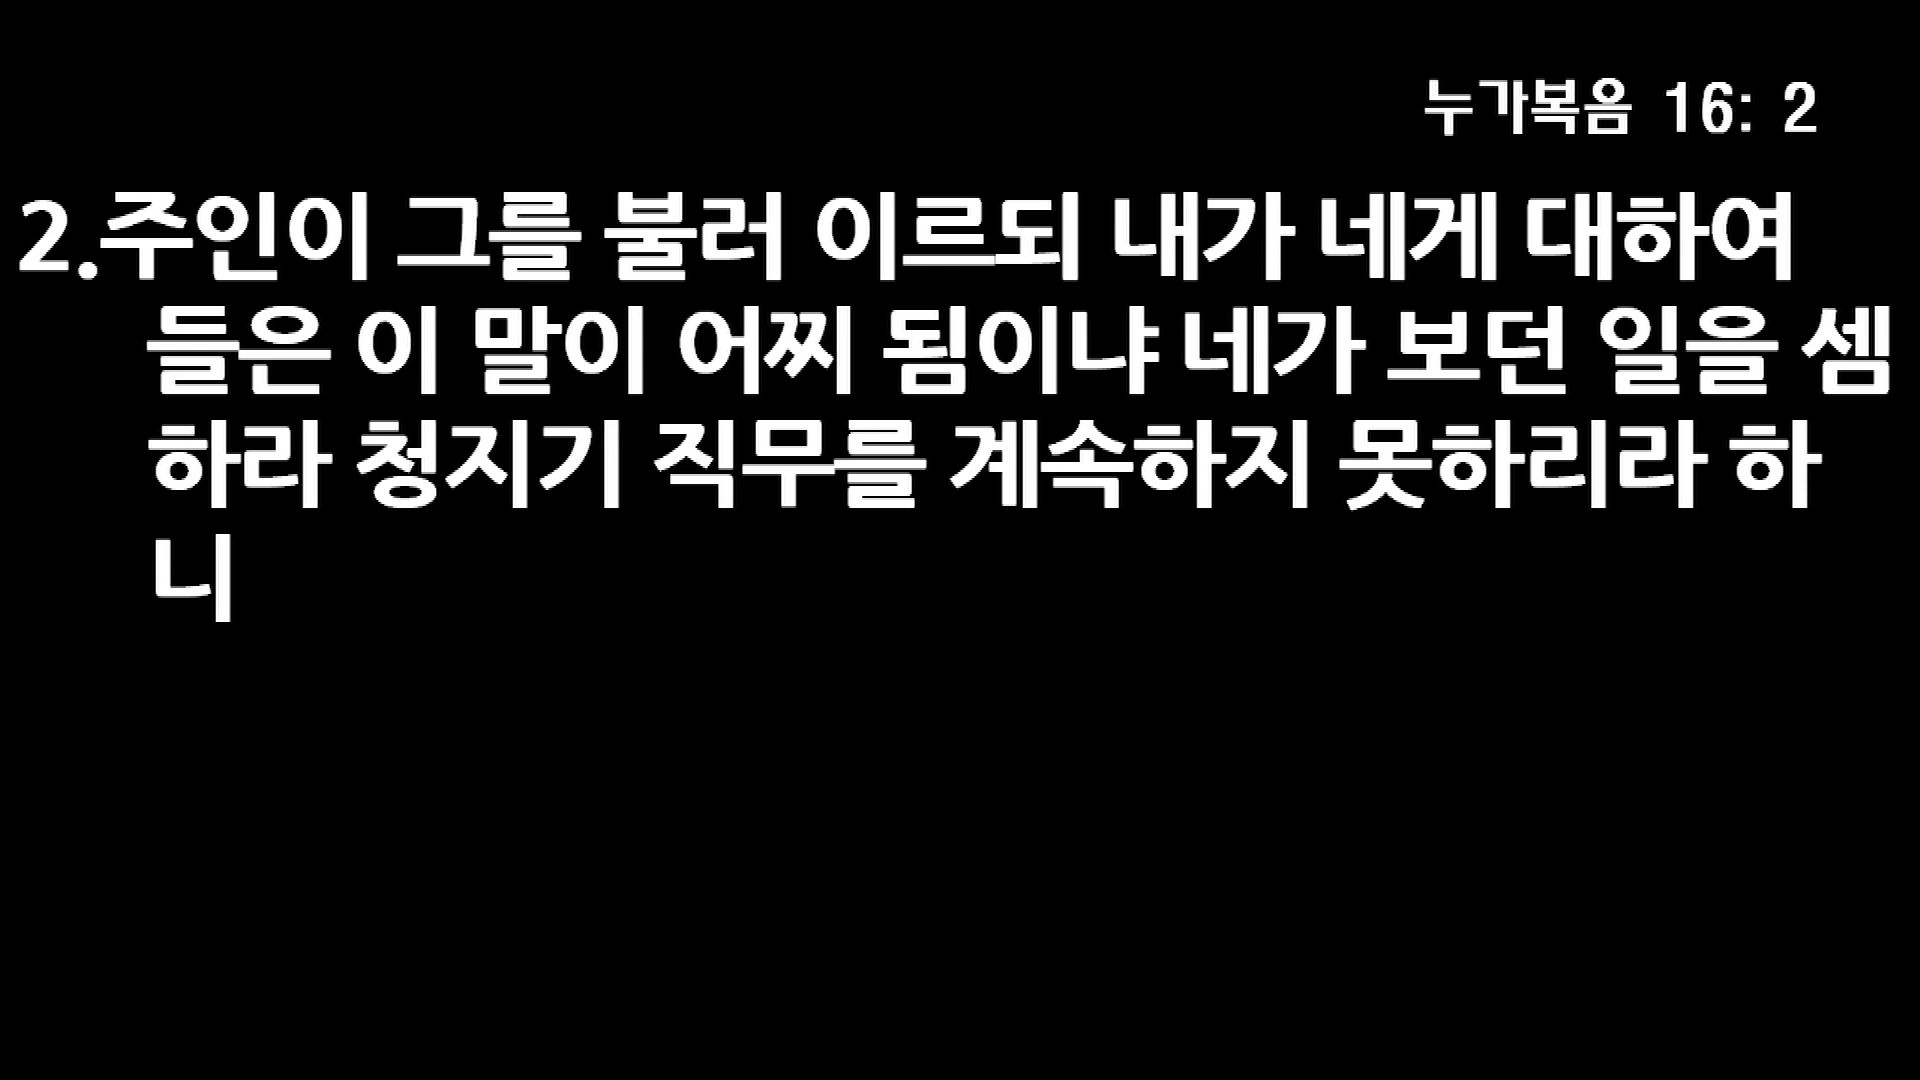 누가복음 16: 2
2.주인이 그를 불러 이르되 내가 네게 대하여
들은 이 말이 어찌 됨이냐 네가 보던 일을 셈
하라 청지기 직무를 계속하지 못하리라 하
니